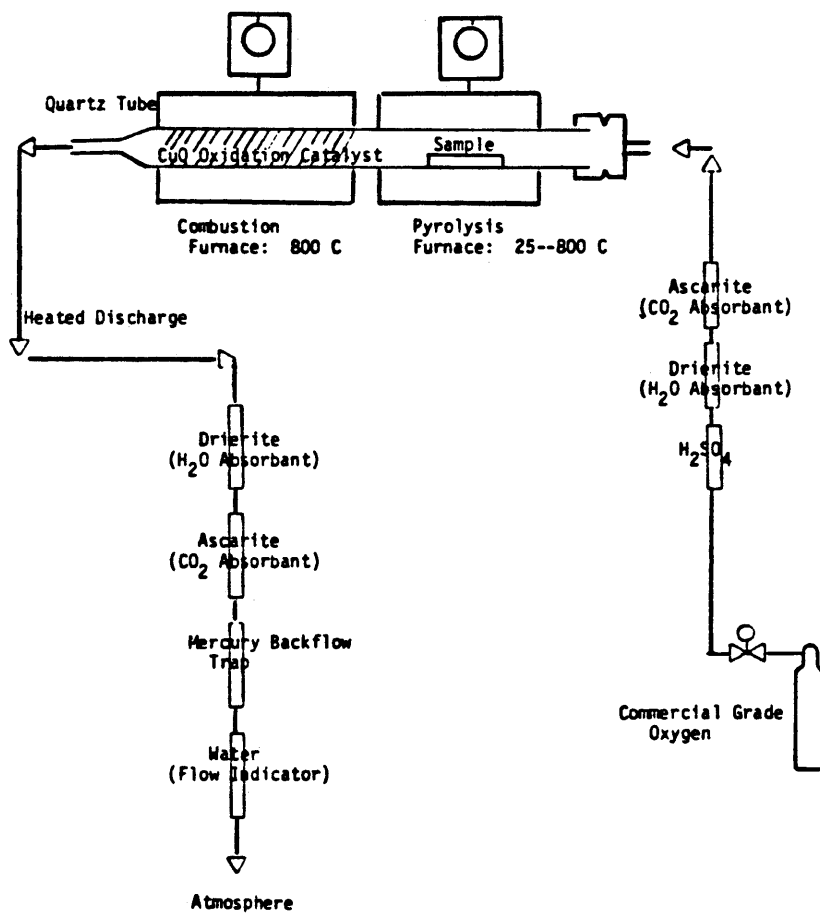 Quartz Tube
CuO Oxidation Catalyst
Sample
Combustion
Furnace: 800 C
Pyrolysis
Furnace: 25--800 C
Heated Discharge
Drierite
(H2O Absorbant)
Ascarite
(CO2 Absorbant)
Mercury Backflow
Trap
Water
(Flow Indicator)
Atmosphere
Ascarite
(CO2 Absorbant)
Drierite
(H2O Absorbant)
H2SO4
Commercial Grade
Oxygen